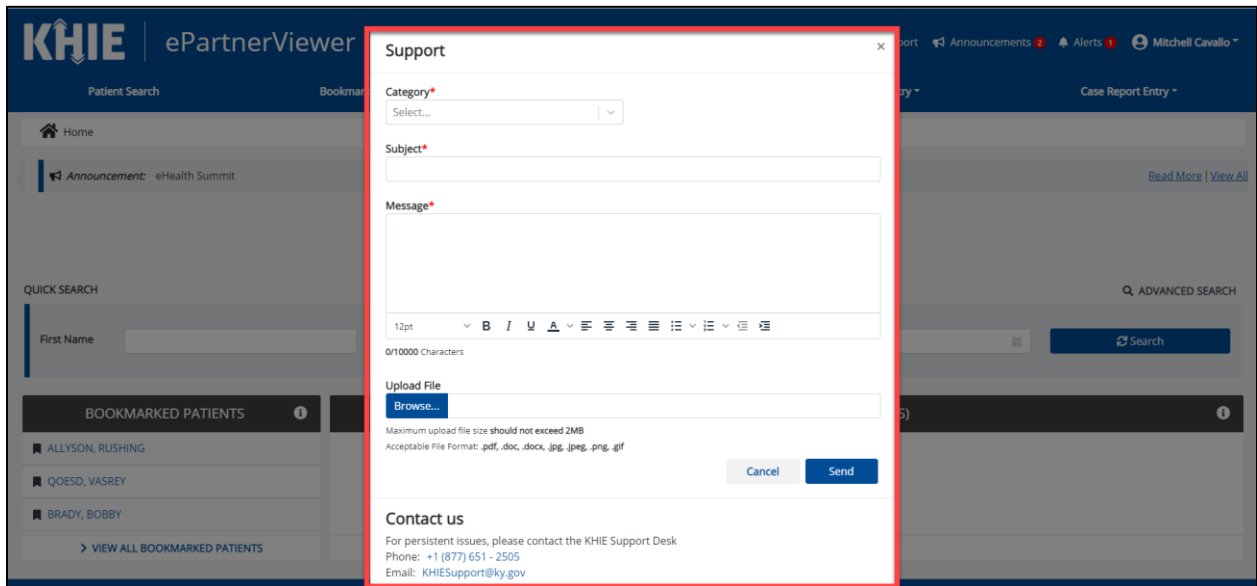 KHIE | ePartnerViewer
Support ×
ort Announcements 2 Alerts 1 Mitchell Cavallo
Patient Search Bookmar ry Case Report Entry
Home
Announcement: eHealth Summit Read More | View All
Category*
Select...
Subject*
Message*
12pt B I U A
0/10000 Characters
QUICK SEARCH ADVANCED SEARCH
First Name Search
Upload File
Browse...
Maximum upload file size should not exceed 2MB
Acceptable File Format: .pdf, .doc, .docx, .jpg, .jpeg, .png, .gif
Cancel Send
BOOKMARKED PATIENTS S)
ALLYSON, RUSHING
QOESD, VASREY
BRADY, BOBBY
VIEW ALL BOOKMARKED PATIENTS
Contact us
For persistent issues, please contact the KHIE Support Desk
Phone: +1 (877) 651 - 2505
Email: KHIESupport@ky.gov